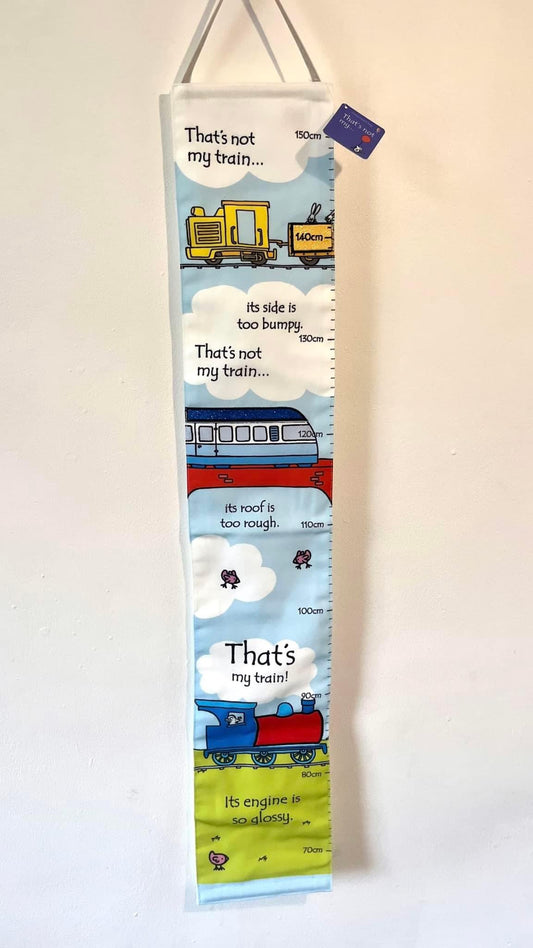 That's not
my train...
150cm
That's not
my...
140cm
its side is
too bumpy.
130cm
That's not
my train...
120cm
its roof is
too rough.
110cm
100cm
That's
my train!
90cm
80cm
Its engine is
so glossy.
70cm